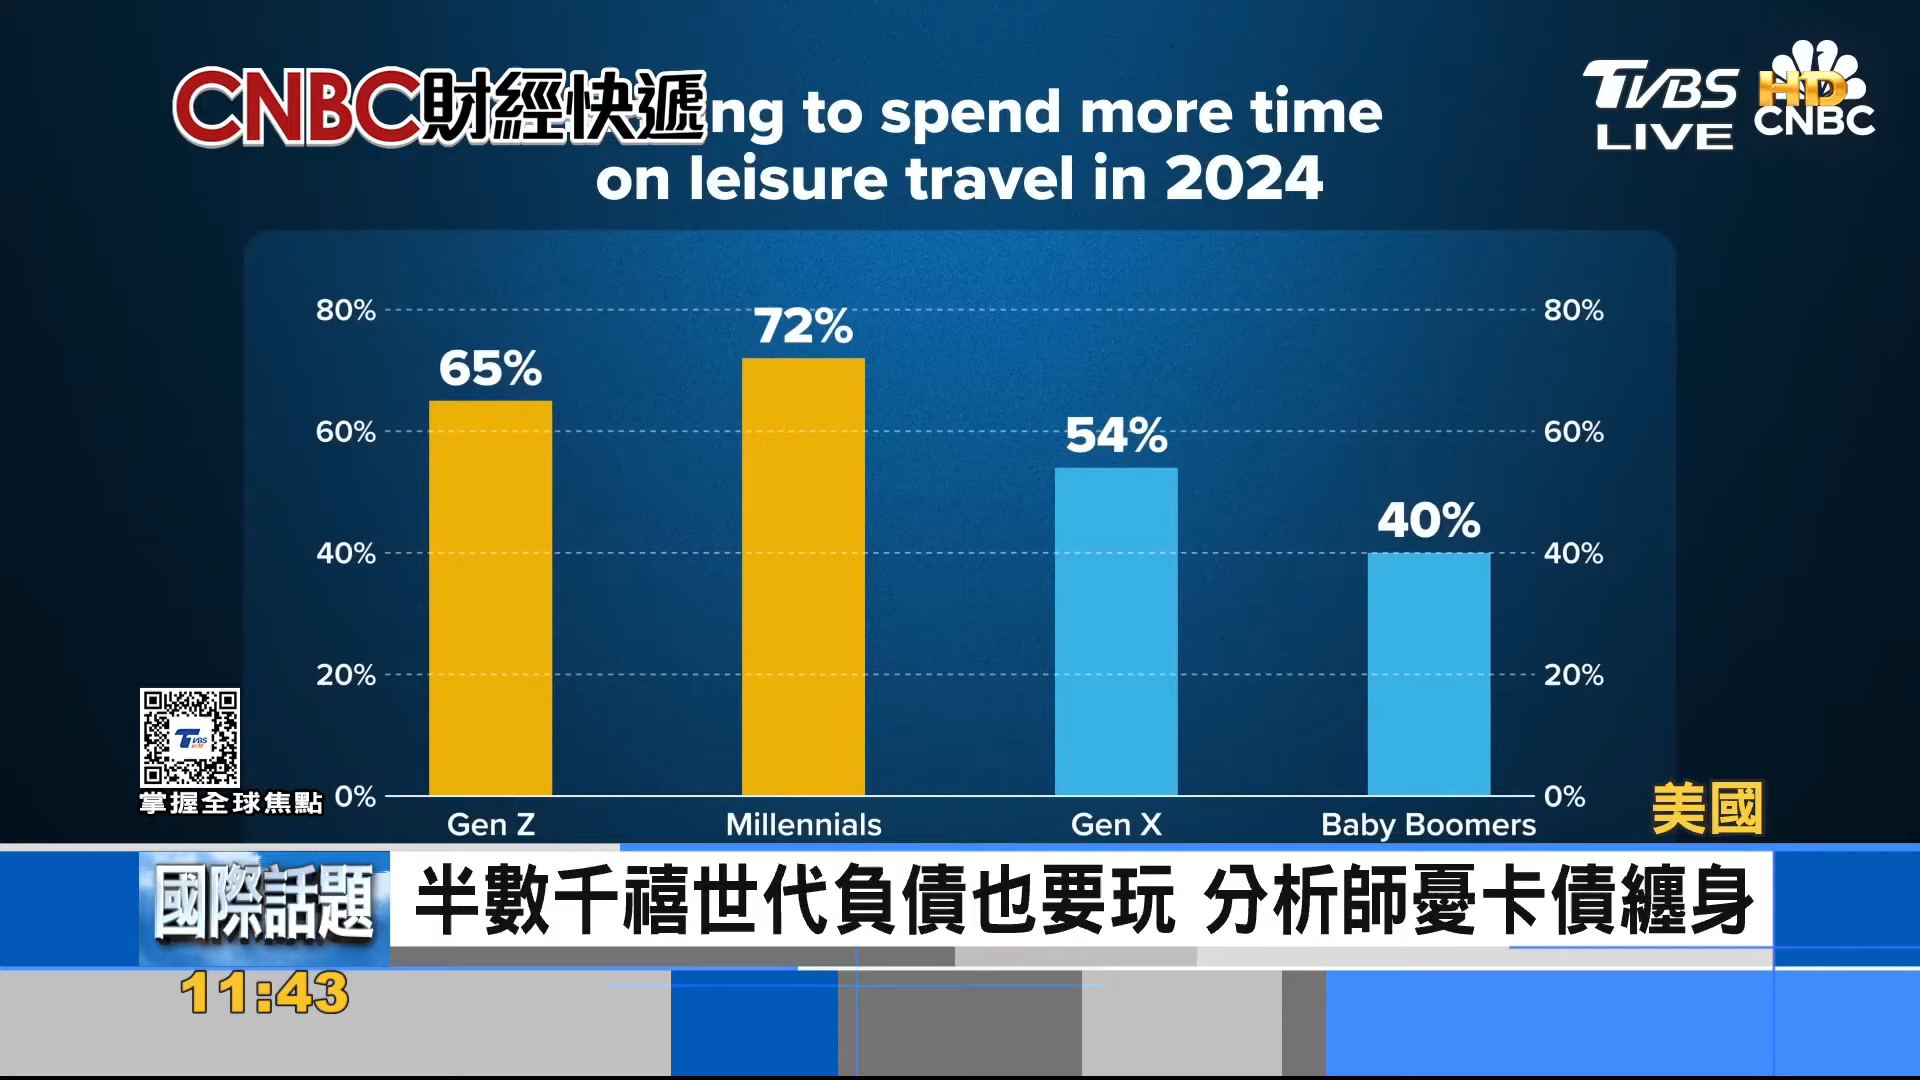 CNBC財經快遞
ng to spend more time
on leisure travel in 2024
TVBS
LIVE
HD
CNBC
80%
80%
72%
65%
60%
60%
54%
40%
40%
40%
20%
20%
0%
0%
Gen Z
Millennials
Gen X
Baby Boomers
TVBS
掌握全球焦點
美國
國際話題
半數千禧世代負債也要玩 分析師憂卡債纏身
11:43